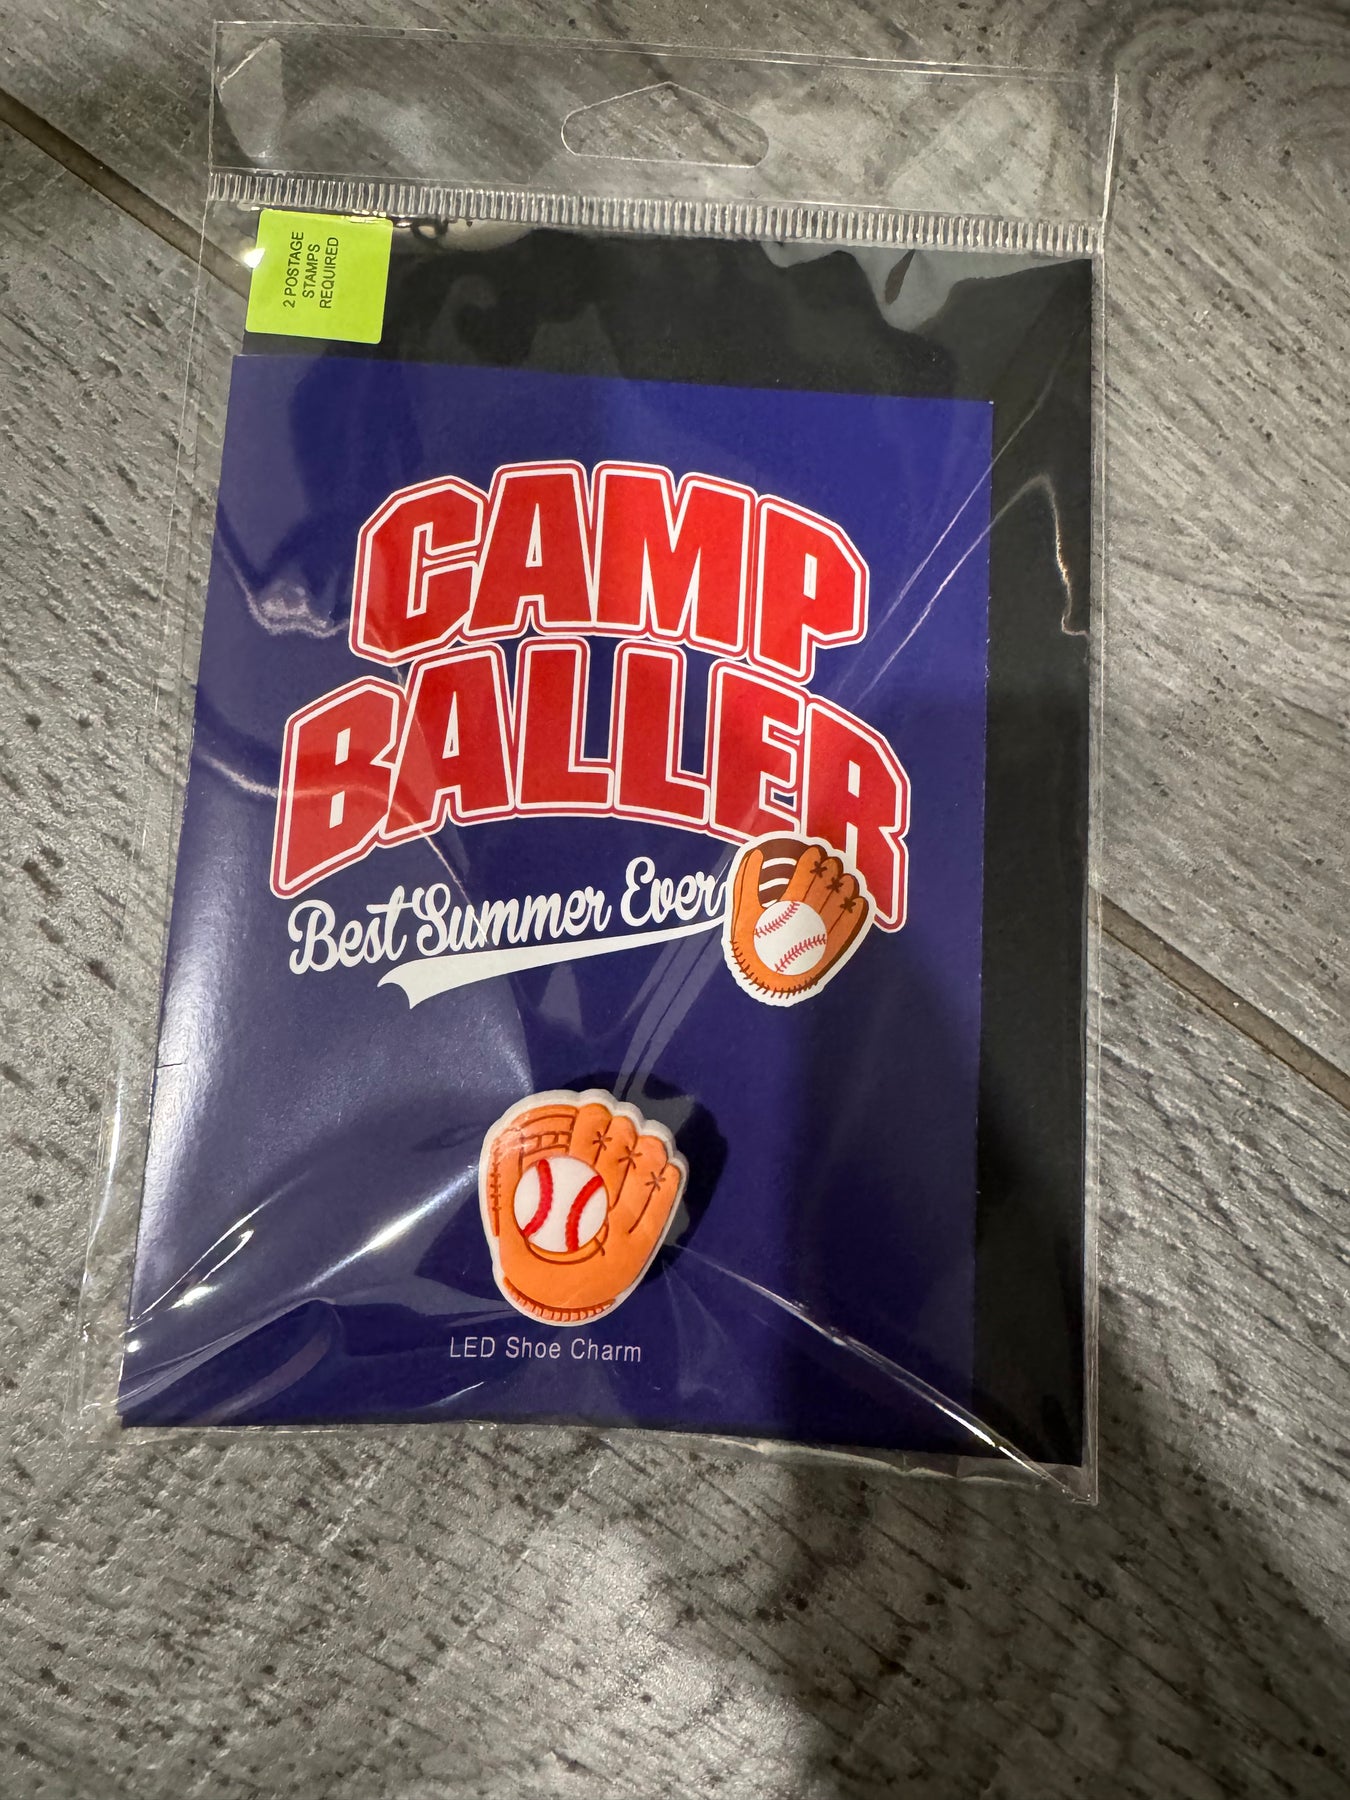 2 POSTAGE
STAMPS
REQUIRED
CAMP
BALLER
Best Summer Ever
LED Shoe Charm